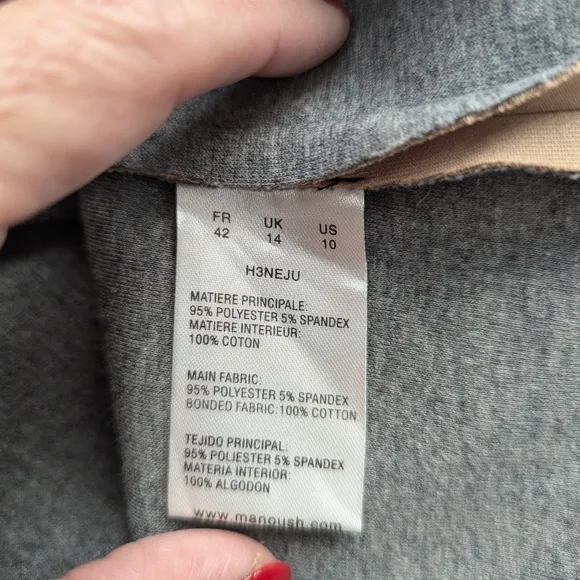 FR UK US
42 14 10
H3NEJU
MATIERE PRINCIPALE:
95% POLYESTER 5% SPANDEX
MATIERE INTERIEUR:
100% COTON
MAIN FABRIC:
95% POLYESTER 5% SPANDEX
BONDED FABRIC:100% COTTON
TEJIDO PRINCIPAL:
95% POLIESTER 5% SPANDEX
MATERIA INTERIOR:
100% ALGODON
www.manoush.com